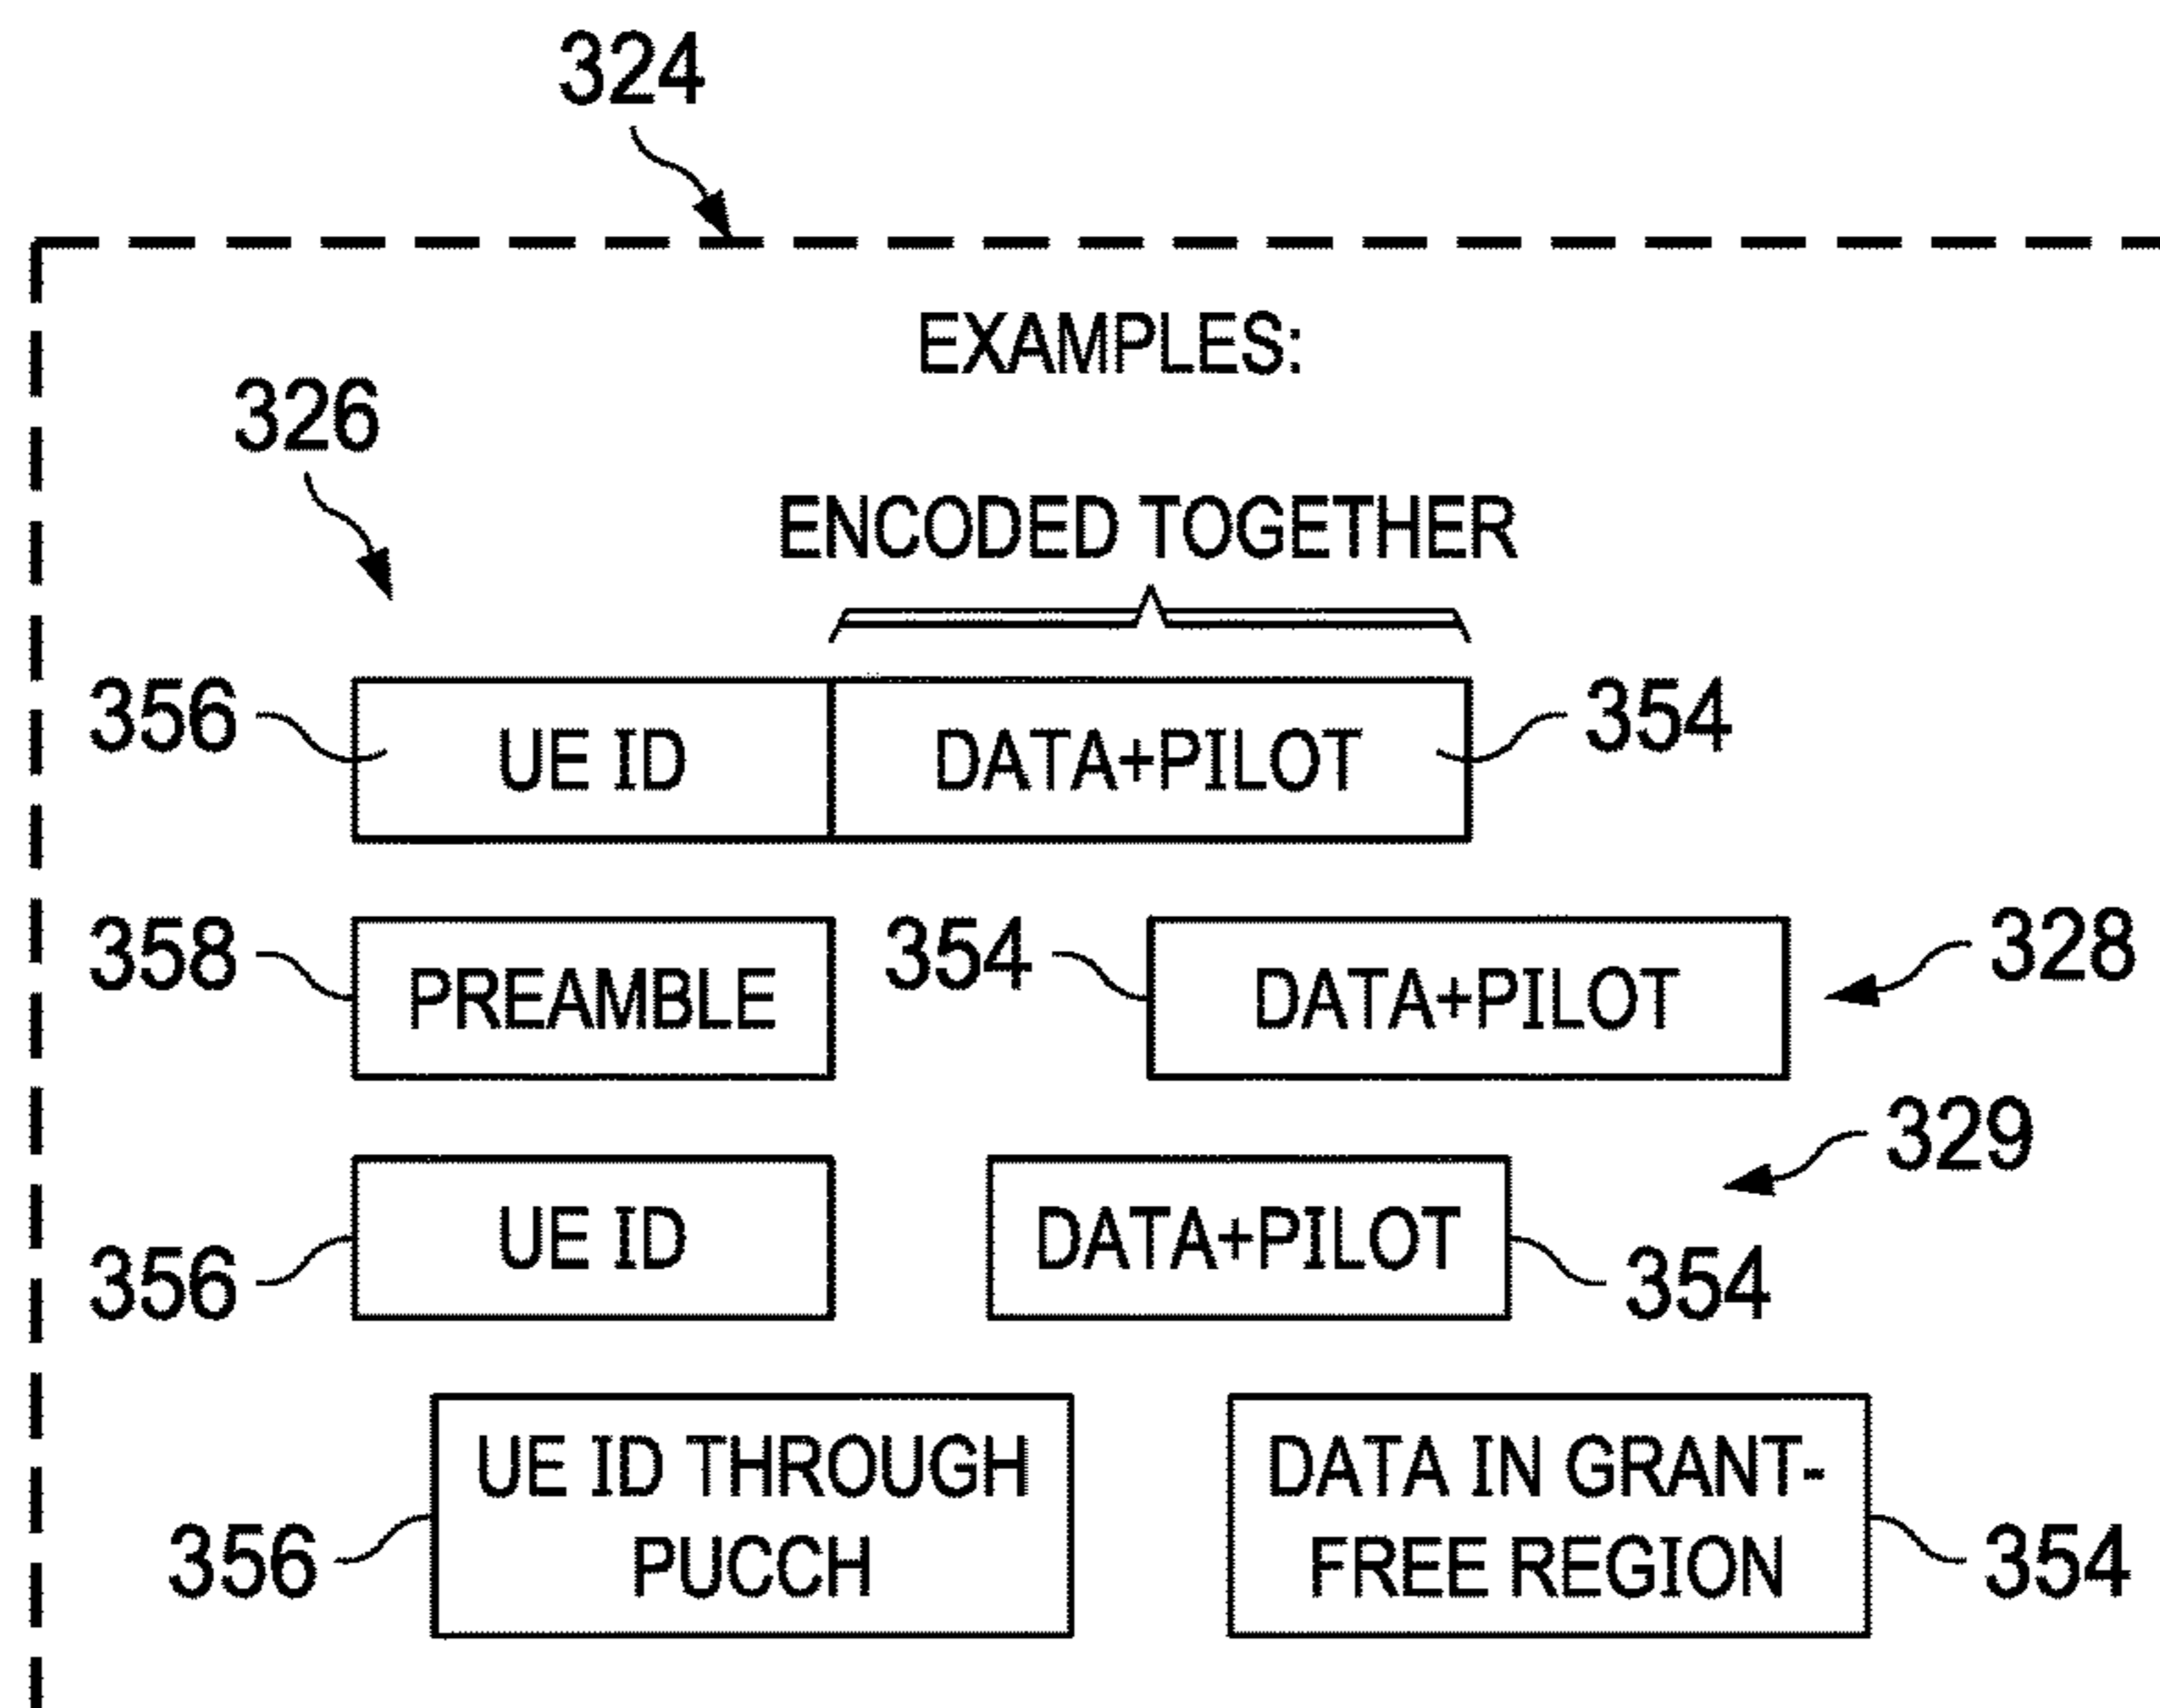 324
EXAMPLES:
326
ENCODED TOGETHER
356 UE ID DATA+PILOT 354
358 PREAMBLE 354 DATA+PILOT 328
329
356 UE ID DATA+PILOT 354
UE ID THROUGH DATA IN GRANT-
356 PUCCH FREE REGION 354